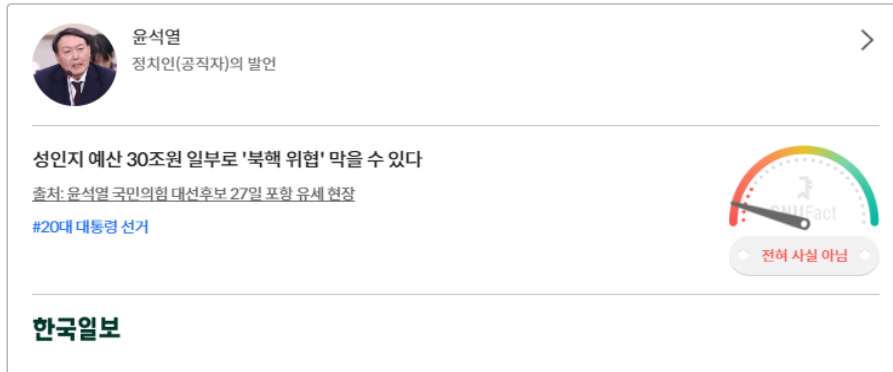 윤석열
정치인(공직자)의 발언
성인지 예산 30조원 일부로 '북핵 위협' 막을 수 있다
출처: 윤석열 국민의힘 대선후보 27일 포항 유세 현장
#20대 대통령 선거
SNUFact
전혀 사실 아님
한국일보